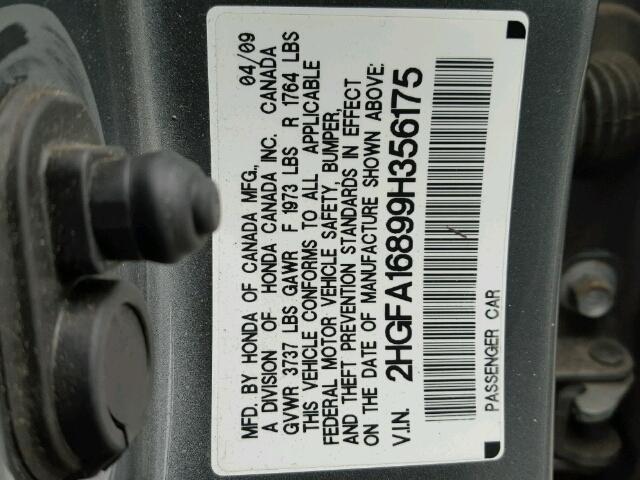 MFD. BY HONDA OF CANADA MFG., 04/09
A DIVISION OF HONDA CANADA INC. CANADA
GVWR 3737 LBS GAWR F 1973 LBS R 1764 LBS
THIS VEHICLE CONFORMS TO ALL APPLICABLE
FEDERAL MOTOR VEHICLE SAFETY, BUMPER,
AND THEFT PREVENTION STANDARDS IN EFFECT
ON THE DATE OF MANUFACTURE SHOWN ABOVE:
V.I.N. 2HGFA16899H356175
PASSENGER CAR